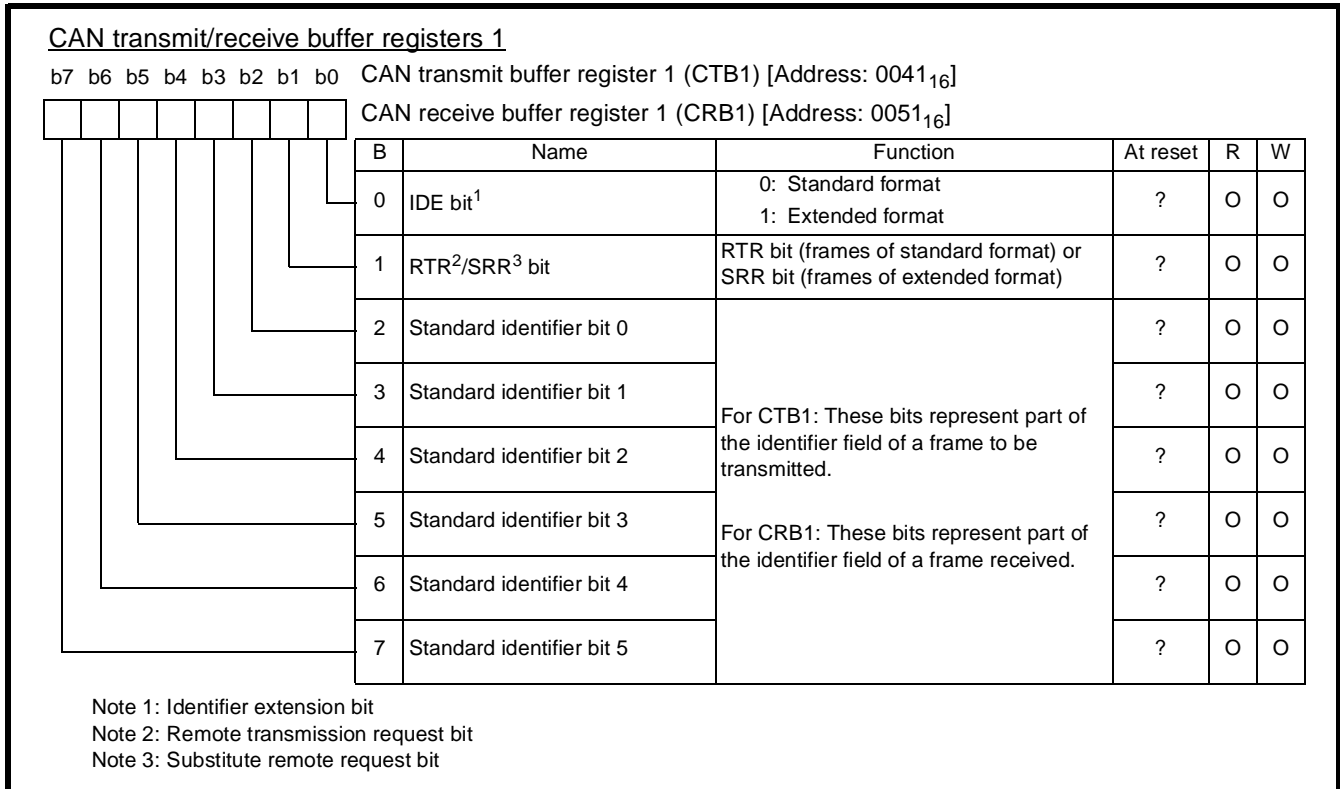 CAN transmit/receive buffer registers 1
b7 b6 b5 b4 b3 b2 b1 b0 CAN transmit buffer register 1 (CTB1) [Address: 0041₁₆]
CAN receive buffer register 1 (CRB1) [Address: 0051₁₆]
B Name Function At reset R W
0 IDE bit¹ 0: Standard format ? O O
1: Extended format
1 RTR²/SRR³ bit RTR bit (frames of standard format) or ? O O
SRR bit (frames of extended format)
2 Standard identifier bit 0 ? O O
3 Standard identifier bit 1 ? O O
For CTB1: These bits represent part of
4 Standard identifier bit 2 the identifier field of a frame to be ? O O
transmitted.
5 Standard identifier bit 3 ? O O
For CRB1: These bits represent part of
the identifier field of a frame received.
6 Standard identifier bit 4 ? O O
7 Standard identifier bit 5 ? O O
Note 1: Identifier extension bit
Note 2: Remote transmission request bit
Note 3: Substitute remote request bit